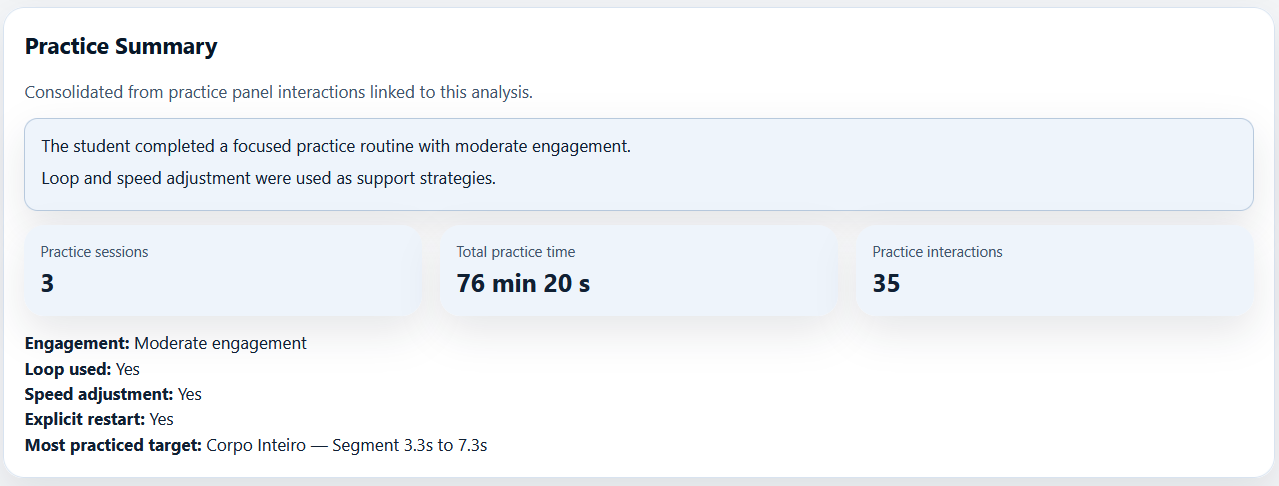 Practice Summary
Consolidated from practice panel interactions linked to this analysis.
The student completed a focused practice routine with moderate engagement.
Loop and speed adjustment were used as support strategies.
Practice sessions
3
Total practice time
76 min 20 s
Practice interactions
35
Engagement: Moderate engagement
Loop used: Yes
Speed adjustment: Yes
Explicit restart: Yes
Most practiced target: Corpo Inteiro — Segment 3.3s to 7.3s